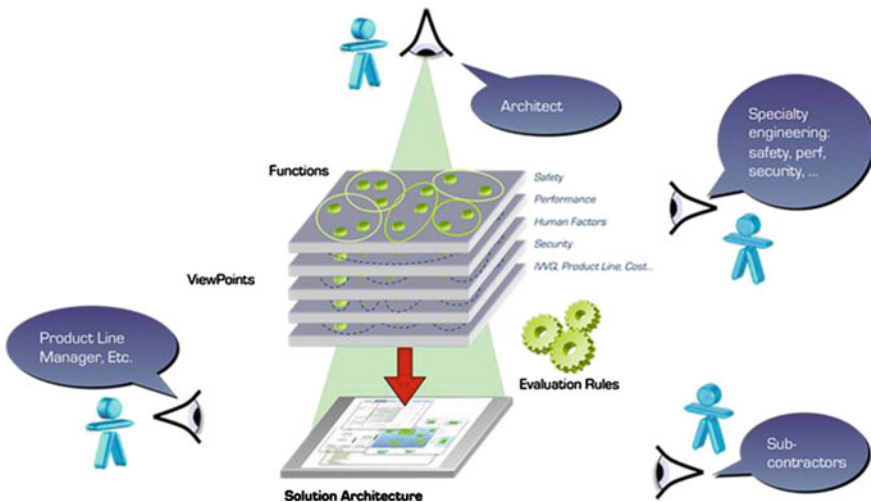 Architect
Specialty
engineering:
safety, perf,
security, ...
Functions
Safety
Performance
Human Factors
Security
IVVQ, Product Line, Cost...
ViewPoints
Product Line
Manager, Etc.
Evaluation Rules
Sub-
contractors
Solution Architecture